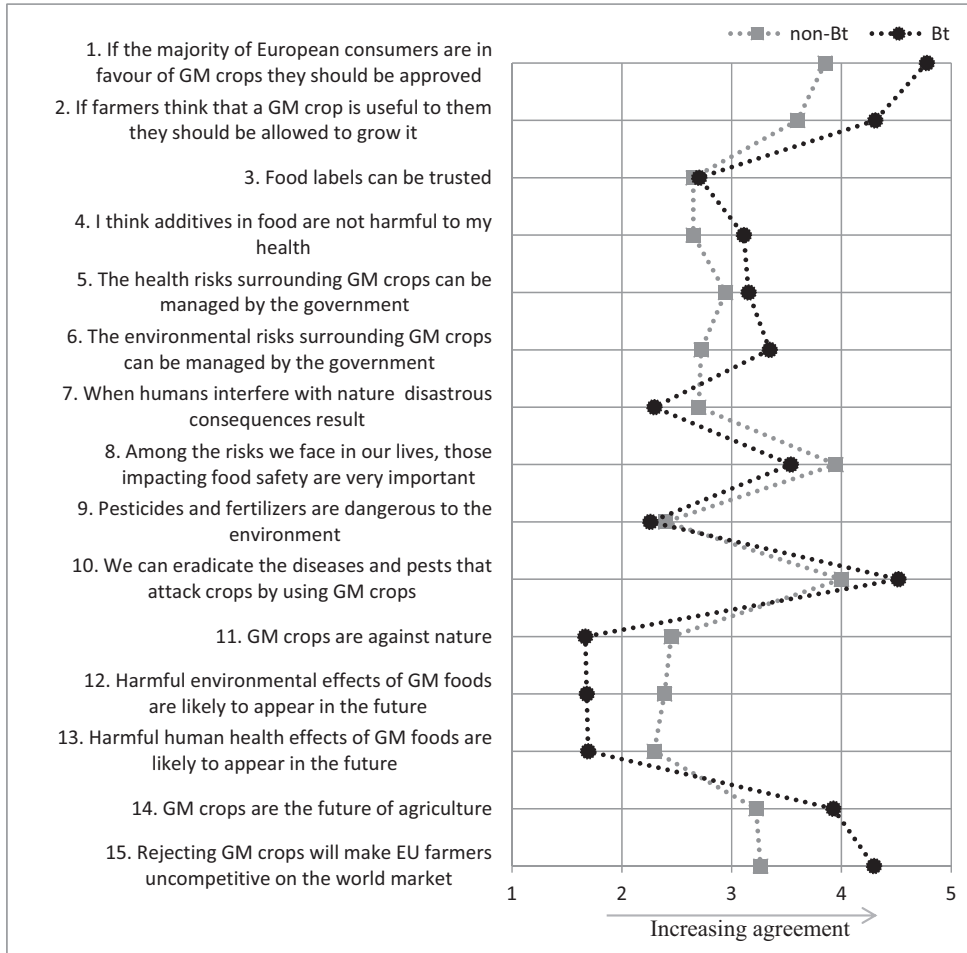 non-Bt Bt
1. If the majority of European consumers are in
favour of GM crops they should be approved
2. If farmers think that a GM crop is useful to them
they should be allowed to grow it
3. Food labels can be trusted
4. I think additives in food are not harmful to my
health
5. The health risks surrounding GM crops can be
managed by the government
6. The environmental risks surrounding GM crops
can be managed by the government
7. When humans interfere with nature disastrous
consequences result
8. Among the risks we face in our lives, those
impacting food safety are very important
9. Pesticides and fertilizers are dangerous to the
environment
10. We can eradicate the diseases and pests that
attack crops by using GM crops
11. GM crops are against nature
12. Harmful environmental effects of GM foods
are likely to appear in the future
13. Harmful human health effects of GM foods are
likely to appear in the future
14. GM crops are the future of agriculture
15. Rejecting GM crops will make EU farmers
uncompetitive on the world market
1 2 3 4 5
Increasing agreement